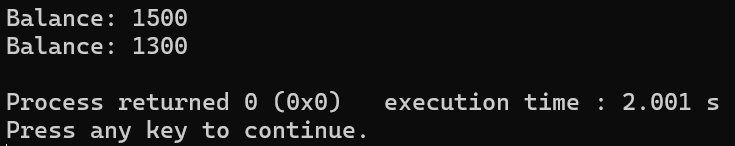 Balance: 1500
Balance: 1300
Process returned 0 (0x0)   execution time : 2.001 s
Press any key to continue.